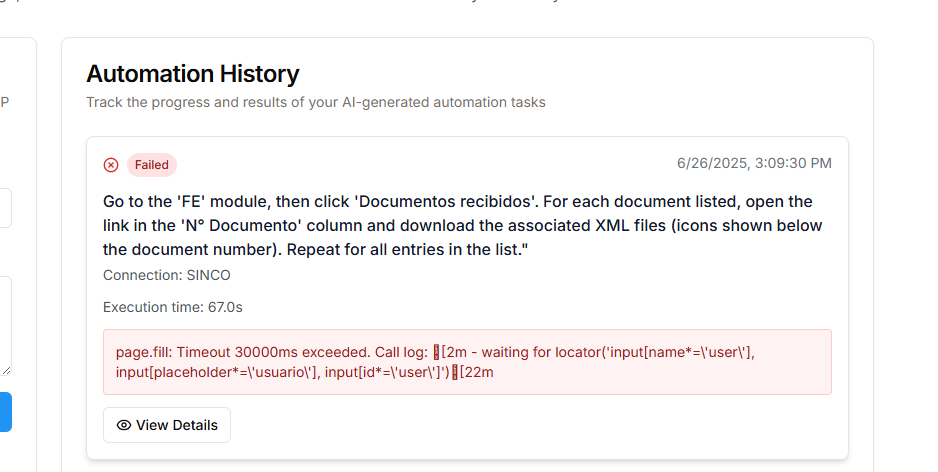 P
Automation History
Track the progress and results of your AI-generated automation tasks
Failed
6/26/2025, 3:09:30 PM
Go to the 'FE' module, then click 'Documentos recibidos'. For each document listed, open the
link in the 'N° Documento' column and download the associated XML files (icons shown below
the document number). Repeat for all entries in the list."
Connection: SINCO
Execution time: 67.0s
page.fill: Timeout 30000ms exceeded. Call log: [2m - waiting for locator('input[name*=\'user\'],
input[placeholder*=\'usuario\'], input[id*=\'user\']')[22m
View Details